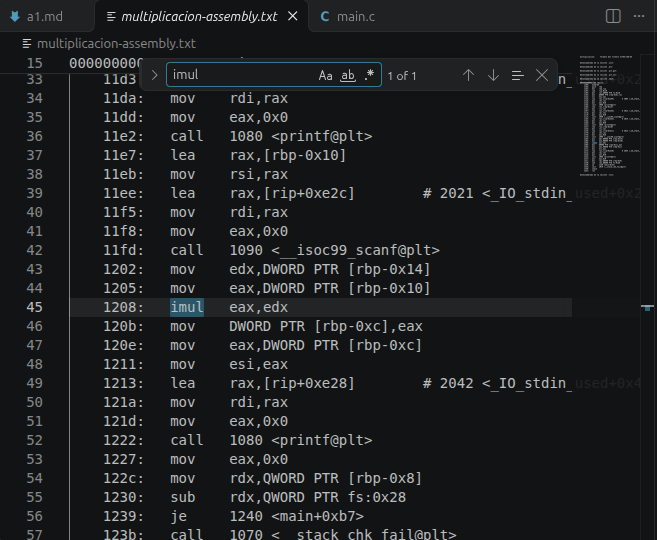 a1.md multiplicacion-assembly.txt main.c
multiplicacion-assembly.txt
15 000000000
imul Aa ab .* 1 of 1
33 11d3
34 11da: mov rdi,rax
35 11dd: mov eax,0x0
36 11e2: call 1080 <printf@plt>
37 11e7: lea rax,[rbp-0x10]
38 11eb: mov rsi,rax
39 11ee: lea rax,[rip+0xe2c] # 2021 <_IO_stdin_used+0x2
40 11f5: mov rdi,rax
41 11f8: mov eax,0x0
42 11fd: call 1090 <__isoc99_scanf@plt>
43 1202: mov edx,DWORD PTR [rbp-0x14]
44 1205: mov eax,DWORD PTR [rbp-0x10]
45 1208: imul eax,edx
46 120b: mov DWORD PTR [rbp-0xc],eax
47 120e: mov eax,DWORD PTR [rbp-0xc]
48 1211: mov esi,eax
49 1213: lea rax,[rip+0xe28] # 2042 <_IO_stdin_used+0x4
50 121a: mov rdi,rax
51 121d: mov eax,0x0
52 1222: call 1080 <printf@plt>
53 1227: mov eax,0x0
54 122c: mov rdx,QWORD PTR [rbp-0x8]
55 1230: sub rdx,QWORD PTR fs:0x28
56 1239: je 1240 <main+0xb7>
57 123b: call 1070 <__stack_chk_fail@plt>